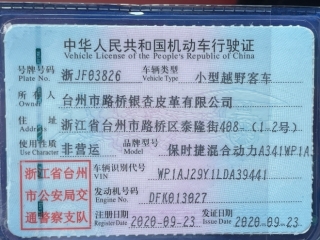 中华人民共和国机动车行驶证
Vehicle License of the People's Republic of China
号牌号码 浙JF03826 车辆类型 小型越野客车
Plate No. Vehicle Type
所有人 台州市路桥银杏皮革有限公司
Owner
住址 浙江省台州市路桥区泰隆街408-(1-2号)
Address
使用性质 非营运 品牌型号 保时捷混合动力A341WP1A
Use Character Model
浙江省台州
市公安局交
通警察支队
车辆识别代号 WP1AJ29Y1LDA39441
VIN
发动机号码 DFK013027
Engine No.
注册日期 2020-09-23 发证日期 2020-09-23
Register Date Issue Date